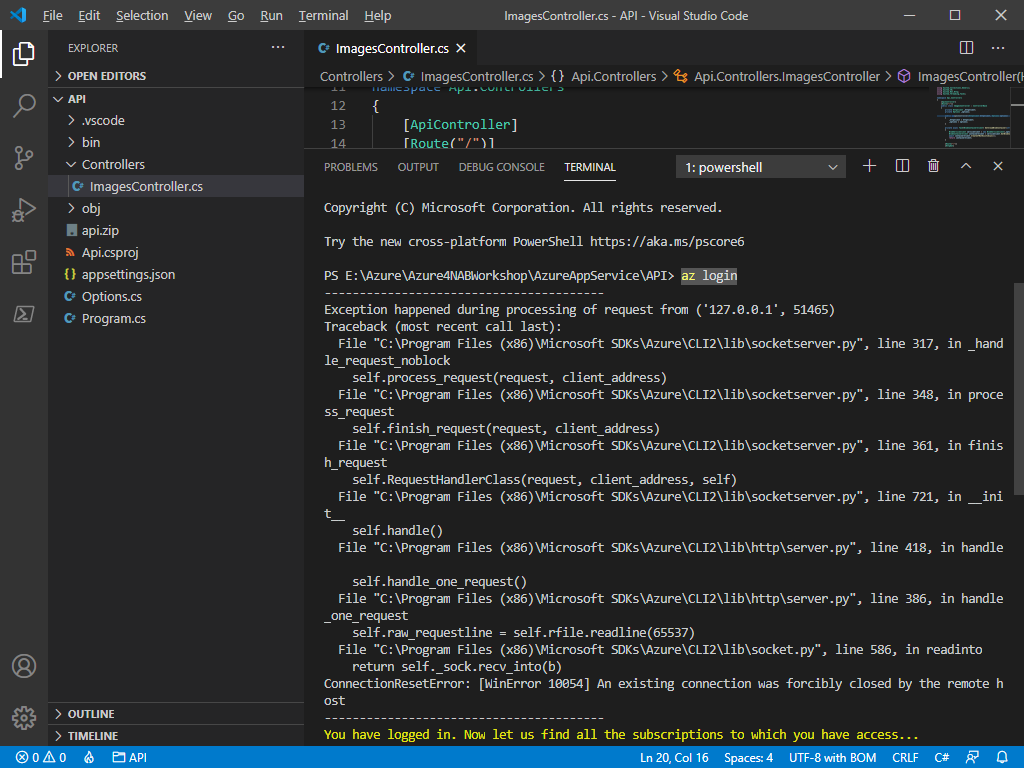 File Edit Selection View Go Run Terminal Help ImagesController.cs - API - Visual Studio Code
EXPLORER
OPEN EDITORS
API
.vscode
bin
Controllers
ImagesController.cs
obj
api.zip
Api.csproj
appsettings.json
Options.cs
Program.cs
OUTLINE
TIMELINE
ImagesController.cs
Controllers > ImagesController.cs > {} Api.Controllers > Api.Controllers.ImagesController > ImagesController(
11 namespace Api.Controllers
12 {
13 [ApiController]
14 [Route("/")]
PROBLEMS OUTPUT DEBUG CONSOLE TERMINAL 1: powershell
Copyright (C) Microsoft Corporation. All rights reserved.
Try the new cross-platform PowerShell https://aka.ms/pscore6
PS E:\Azure\Azure4NABWorkshop\AzureAppService\API> az login
----------------------------------------
Exception happened during processing of request from ('127.0.0.1', 51465)
Traceback (most recent call last):
File "C:\Program Files (x86)\Microsoft SDKs\Azure\CLI2\lib\socketserver.py", line 317, in _hand
le_request_noblock
self.process_request(request, client_address)
File "C:\Program Files (x86)\Microsoft SDKs\Azure\CLI2\lib\socketserver.py", line 348, in proce
ss_request
self.finish_request(request, client_address)
File "C:\Program Files (x86)\Microsoft SDKs\Azure\CLI2\lib\socketserver.py", line 361, in finis
h_request
self.RequestHandlerClass(request, client_address, self)
File "C:\Program Files (x86)\Microsoft SDKs\Azure\CLI2\lib\socketserver.py", line 721, in __ini
t__
self.handle()
File "C:\Program Files (x86)\Microsoft SDKs\Azure\CLI2\lib\http\server.py", line 418, in handle
self.handle_one_request()
File "C:\Program Files (x86)\Microsoft SDKs\Azure\CLI2\lib\http\server.py", line 386, in handle
_one_request
self.raw_requestline = self.rfile.readline(65537)
File "C:\Program Files (x86)\Microsoft SDKs\Azure\CLI2\lib\socket.py", line 586, in readinto
return self._sock.recv_into(b)
ConnectionResetError: [WinError 10054] An existing connection was forcibly closed by the remote h
ost
----------------------------------------
You have logged in. Now let us find all the subscriptions to which you have access...
0 0 API Ln 20, Col 16 Spaces: 4 UTF-8 with BOM CRLF C#